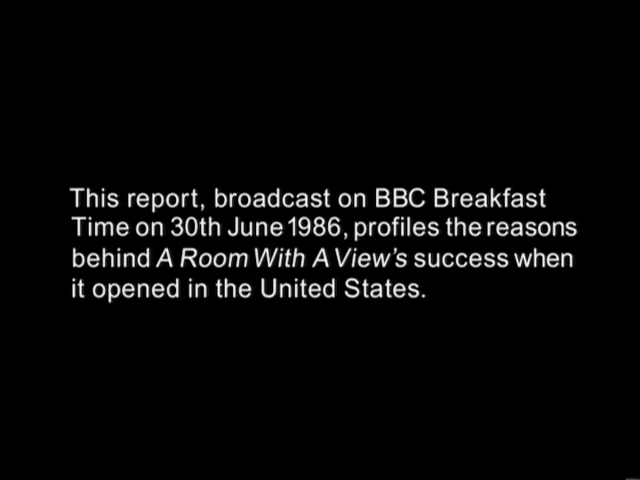 This report, broadcast on BBC Breakfast
Time on 30th June 1986, profiles the reasons
behind A Room With A View’s success when
it opened in the United States.